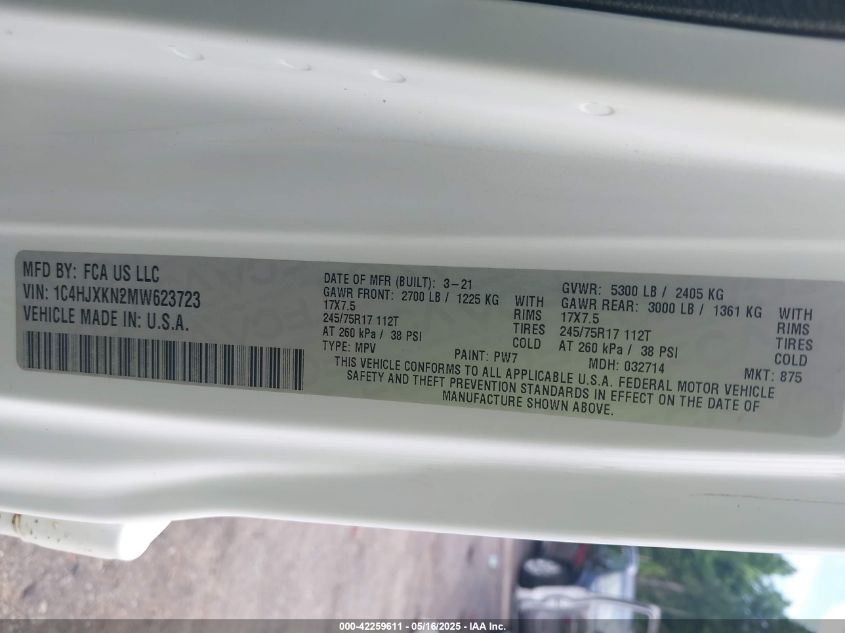 MFD BY: FCA US LLC
VIN: 1C4HJXKN2MW623723
VEHICLE MADE IN: U.S.A.
DATE OF MFR (BUILT): 3-21
GAWR FRONT: 2700 LB / 1225 KG WITH
17X7.5 RIMS
245/75R17 112T TIRES
AT 260 kPa / 38 PSI COLD
TYPE: MPV PAINT: PW7
GVWR: 5300 LB / 2405 KG
GAWR REAR: 3000 LB / 1361 KG WITH
17X7.5 RIMS
245/75R17 112T TIRES
AT 260 kPa / 38 PSI COLD
MDH: 032714 MKT: 875
THIS VEHICLE CONFORMS TO ALL APPLICABLE U.S.A. FEDERAL MOTOR VEHICLE
SAFETY AND THEFT PREVENTION STANDARDS IN EFFECT ON THE DATE OF
MANUFACTURE SHOWN ABOVE.
000-42259611 - 05/16/2025 - IAA Inc.